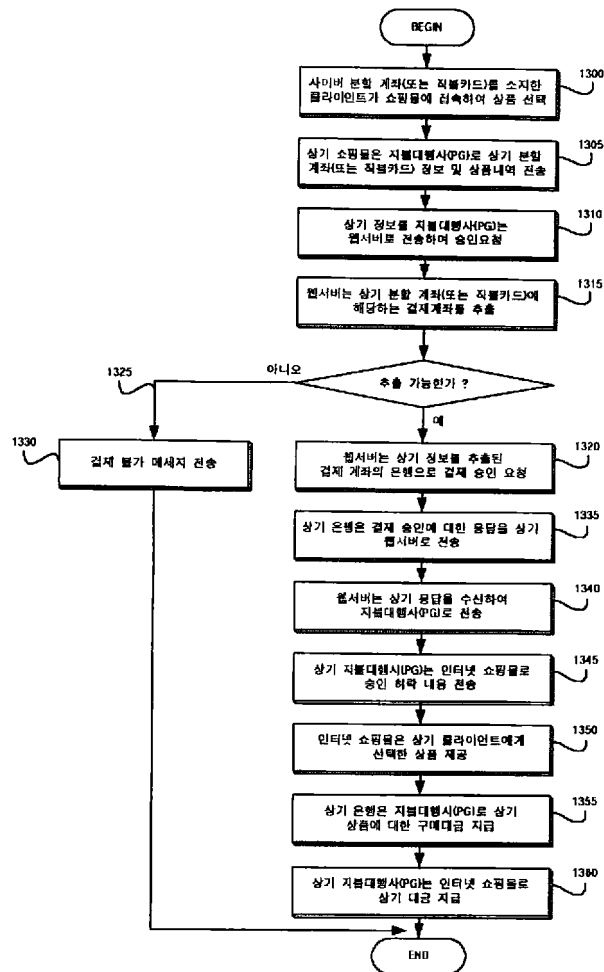 BEGIN
사이버 분할 계좌(또는 직불카드)를 소지한
클라이언트가 쇼핑몰에 접속하여 상품 선택
1300
상기 쇼핑몰은 지불대행사(PG)로 상기 분할
계좌(또는 직불카드) 정보 및 상품내역 전송
1305
상기 정보를 지불대행사(PG)는
웹서버로 전송하며 승인요청
1310
웹서버는 상기 분할 계좌(또는 직불카드)에
해당하는 결제계좌를 추출
1315
추출 가능한가 ?
아니오
1325
예
1330
결제 불가 메세지 전송
웹서버는 상기 정보를 추출된
결제 계좌의 은행으로 결제 승인 요청
1320
상기 은행은 결제 승인에 대한 응답을 상기
웹서버로 전송
1335
웹서버는 상기 응답을 수신하여
지불대행사(PG)로 전송
1340
상기 지불대행사(PG)는 인터넷 쇼핑몰로
승인 허락 내용 전송
1345
인터넷 쇼핑몰은 상기 클라이언트에게
선택한 상품 제공
1350
상기 은행은 지불대행사(PG)로 상기
상품에 대한 구매대금 지급
1355
상기 지불대행사(PG)는 인터넷 쇼핑몰로
상기 대금 지급
1360
END